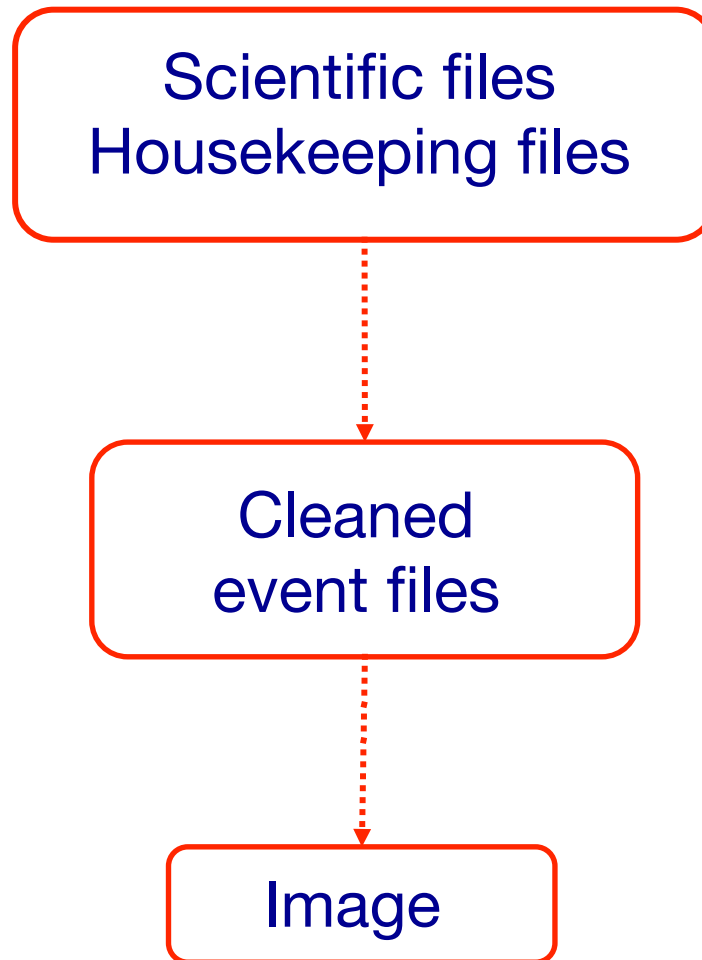 Scientific files
Housekeeping files
Cleaned
event files
Image